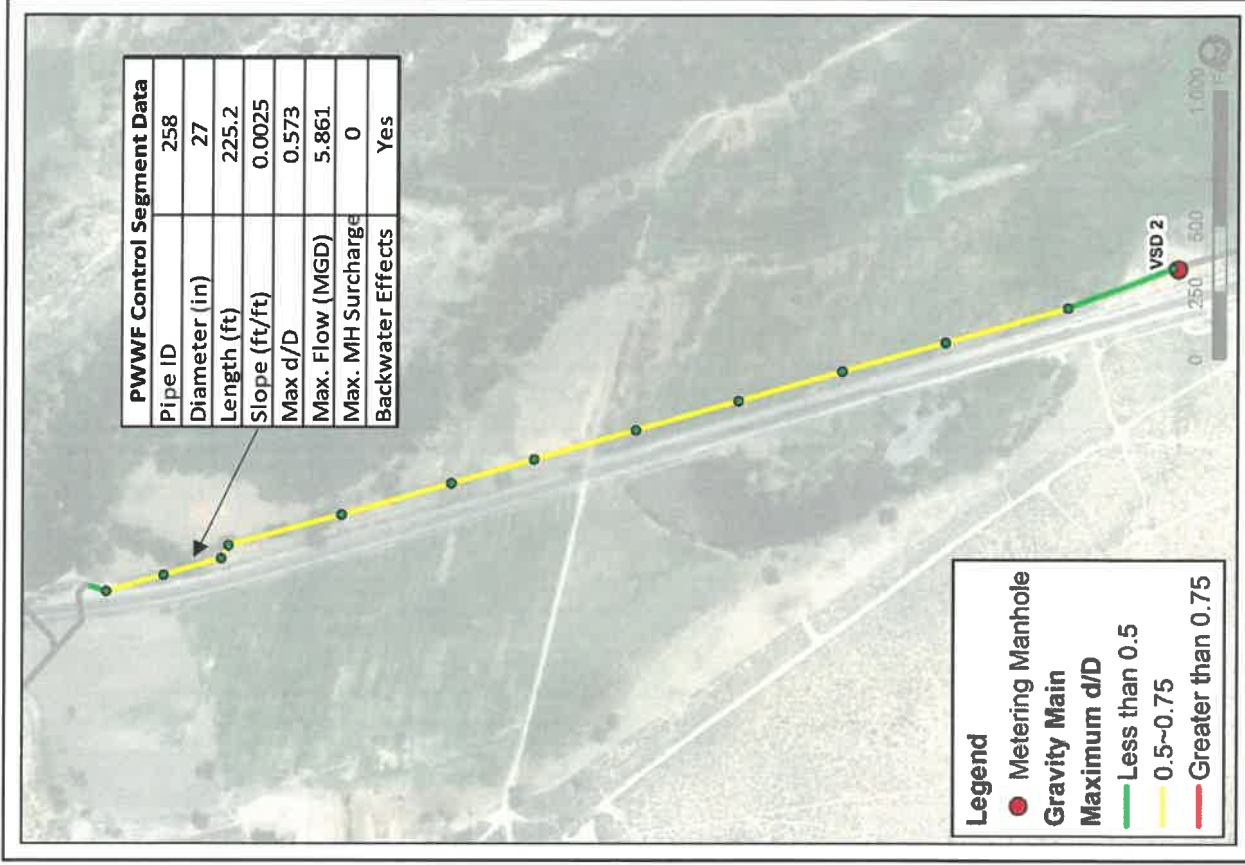 PWWF Control Segment Data
Pipe ID 258
Diameter (in) 27
Length (ft) 225.2
Slope (ft/ft) 0.0025
Max d/D 0.573
Max. Flow (MGD) 5.861
Max. MH Surcharge 0
Backwater Effects Yes
VSD 2
0 250 500 1,000
Legend
Metering Manhole
Gravity Main
Maximum d/D
Less than 0.5
0.5~0.75
Greater than 0.75